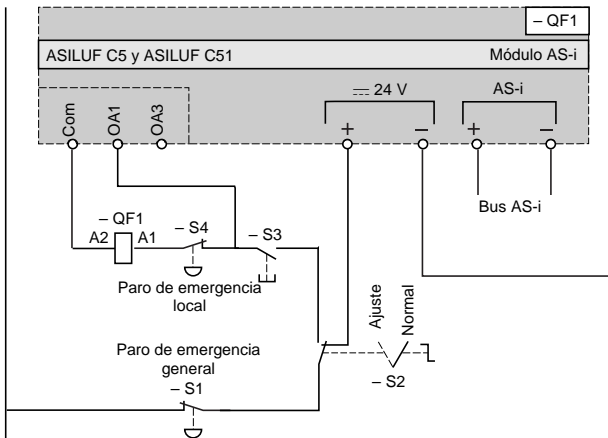 – QF1
ASILUF C5 y ASILUF C51 Módulo AS-i
24 V AS-i
Com
OA1
OA3
+ – + –
Bus AS-i
– QF1
A2 A1
– S4
– S3
Paro de emergencia
local
Ajuste
Normal
– S2
Paro de emergencia
general
– S1